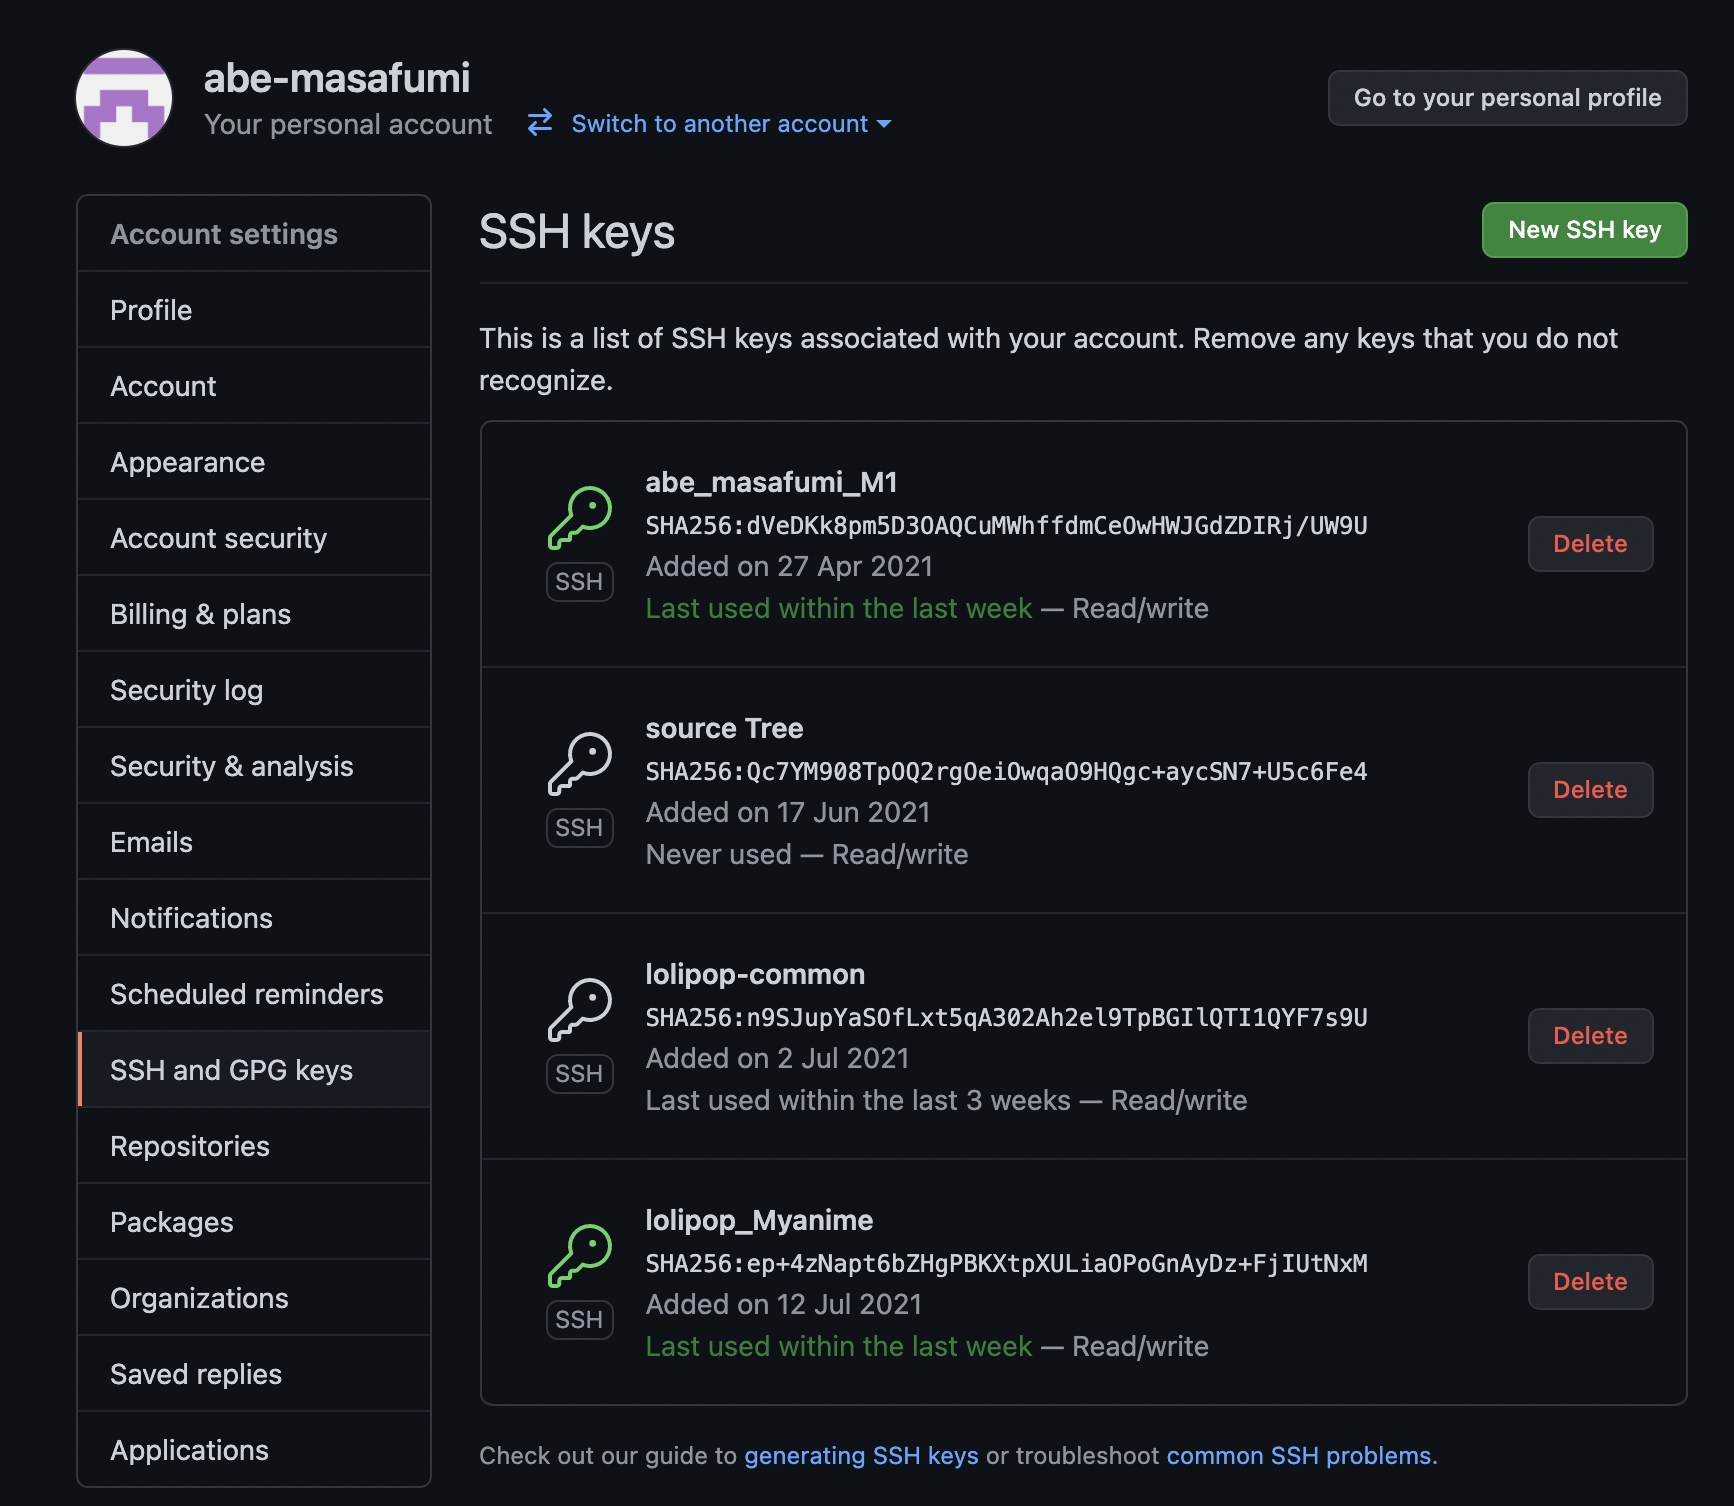 abe-masafumi
Your personal account
Switch to another account
Go to your personal profile
Account settings
Profile
Account
Appearance
Account security
Billing & plans
Security log
Security & analysis
Emails
Notifications
Scheduled reminders
SSH and GPG keys
Repositories
Packages
Organizations
Saved replies
Applications
SSH keys
New SSH key
This is a list of SSH keys associated with your account. Remove any keys that you do not
recognize.
abe_masafumi_M1
SHA256:dVeDKk8pm5D3OAQCuMWhffdmCeOwHWJGdZDIRj/UW9U
Added on 27 Apr 2021
Last used within the last week — Read/write
SSH
Delete
source Tree
SHA256:Qc7YM908TpOQ2rgOeiOwqaO9HQgc+aycSN7+U5c6Fe4
Added on 17 Jun 2021
Never used — Read/write
SSH
Delete
lolipop-common
SHA256:n9SJupYaSOfLxt5qA302Ah2el9TpBGIlQTI1QYF7s9U
Added on 2 Jul 2021
Last used within the last 3 weeks — Read/write
SSH
Delete
lolipop_Myanime
SHA256:ep+4zNapt6bZHgPBKXtpXULiaOPoGnAyDz+FjIUtNxM
Added on 12 Jul 2021
Last used within the last week — Read/write
SSH
Delete
Check out our guide to generating SSH keys or troubleshoot common SSH problems.